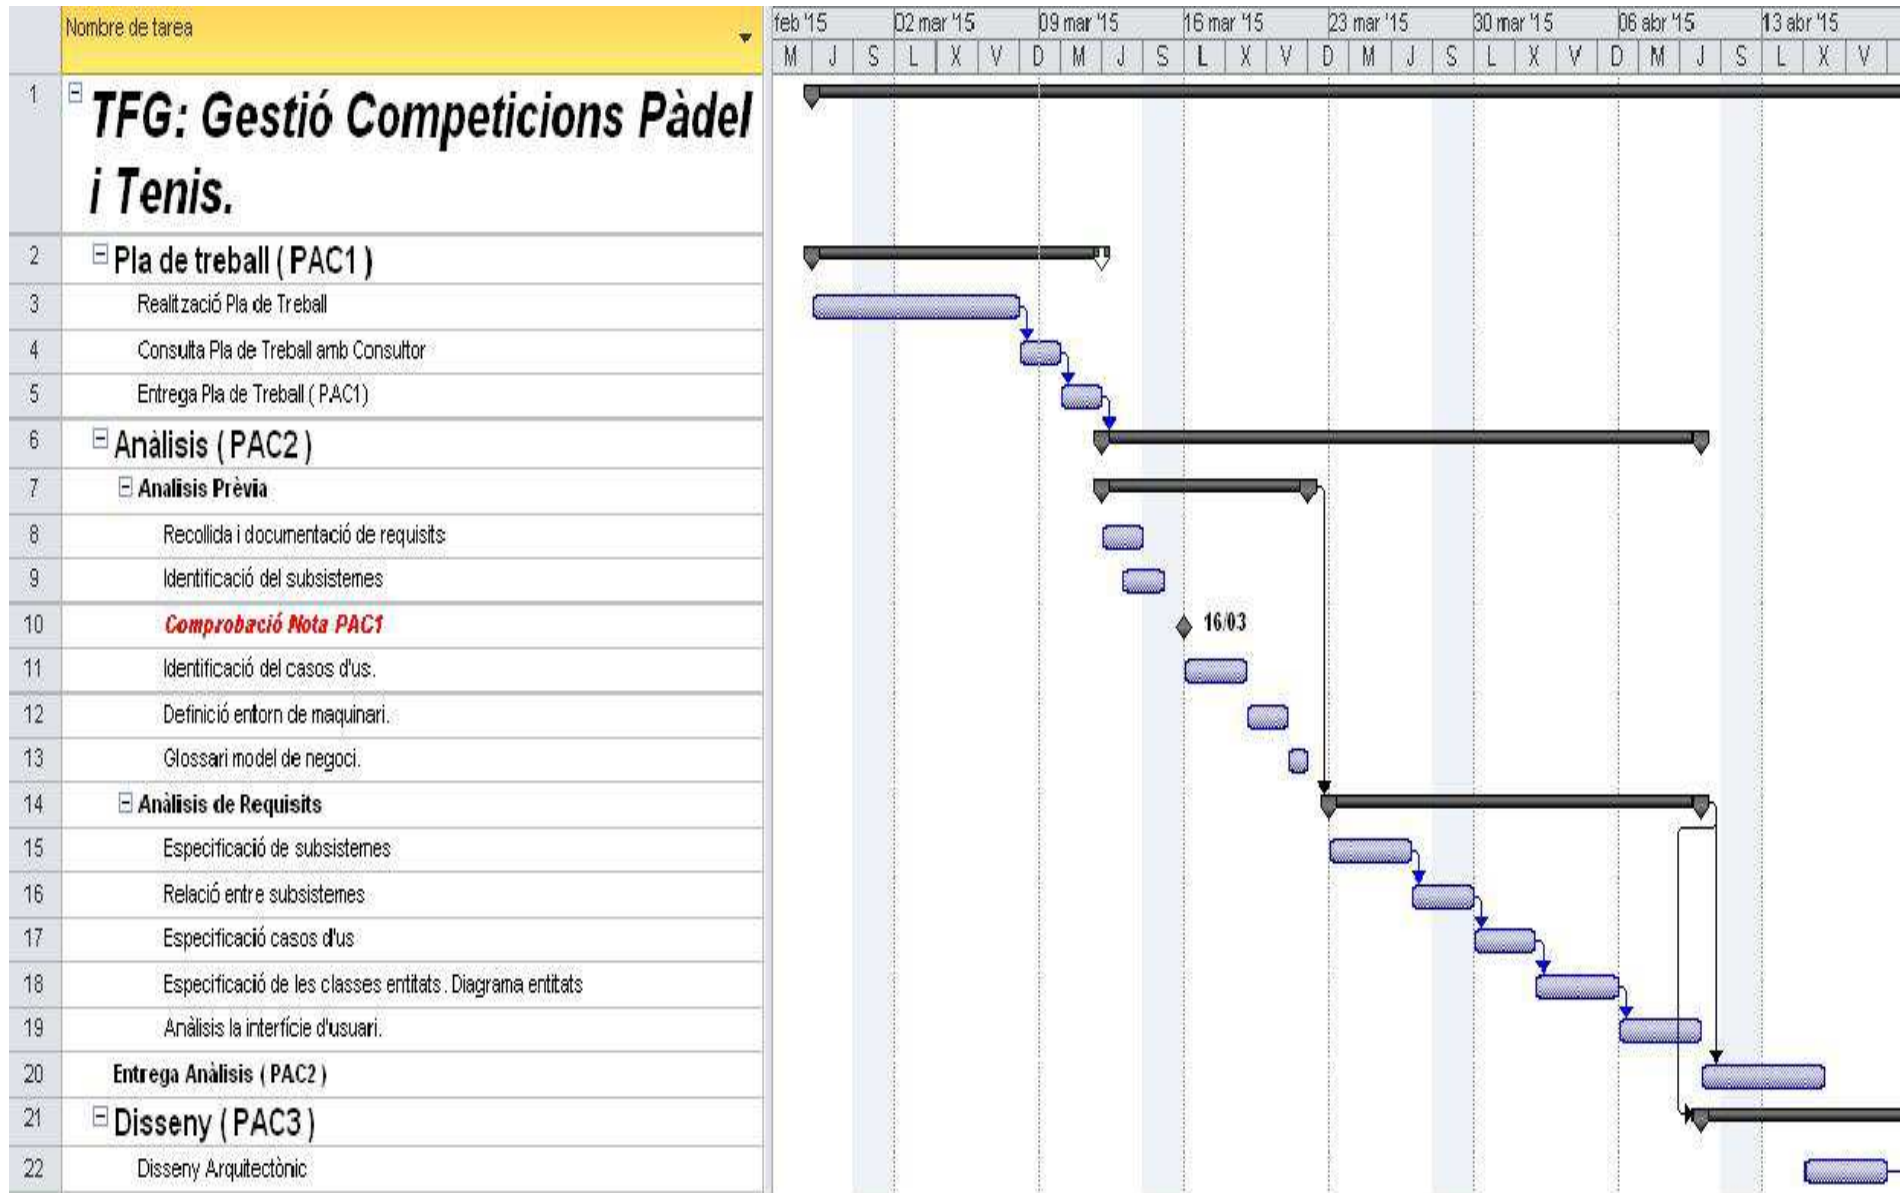 Nombre de tarea
feb '15 02 mar '15 09 mar '15 16 mar '15 23 mar '15 30 mar '15 06 abr '15 13 abr '15
M J S L X V D M J S L X V D M J S L X V D M J S L X V
1 TFG: Gestió Competicions Pàdel
i Tenis.
2 Pla de treball ( PAC1 )
3 Realització Pla de Treball
4 Consulta Pla de Treball amb Consultor
5 Entrega Pla de Treball ( PAC1)
6 Anàlisis ( PAC2 )
7 Analisis Prèvia
8 Recollida i documentació de requisits
9 Identificació del subsistemes
10 Comprobació Nota PAC1 16/03
11 Identificació del casos d'us.
12 Definició entorn de maquinari.
13 Glossari model de negoci.
14 Anàlisis de Requisits
15 Especificació de subsistemes
16 Relació entre subsistemes
17 Especificació casos d'us
18 Especificació de les classes entitats. Diagrama entitats
19 Anàlisis la interfície d'usuari.
20 Entrega Anàlisis ( PAC2 )
21 Disseny ( PAC3 )
22 Disseny Arquitectònic